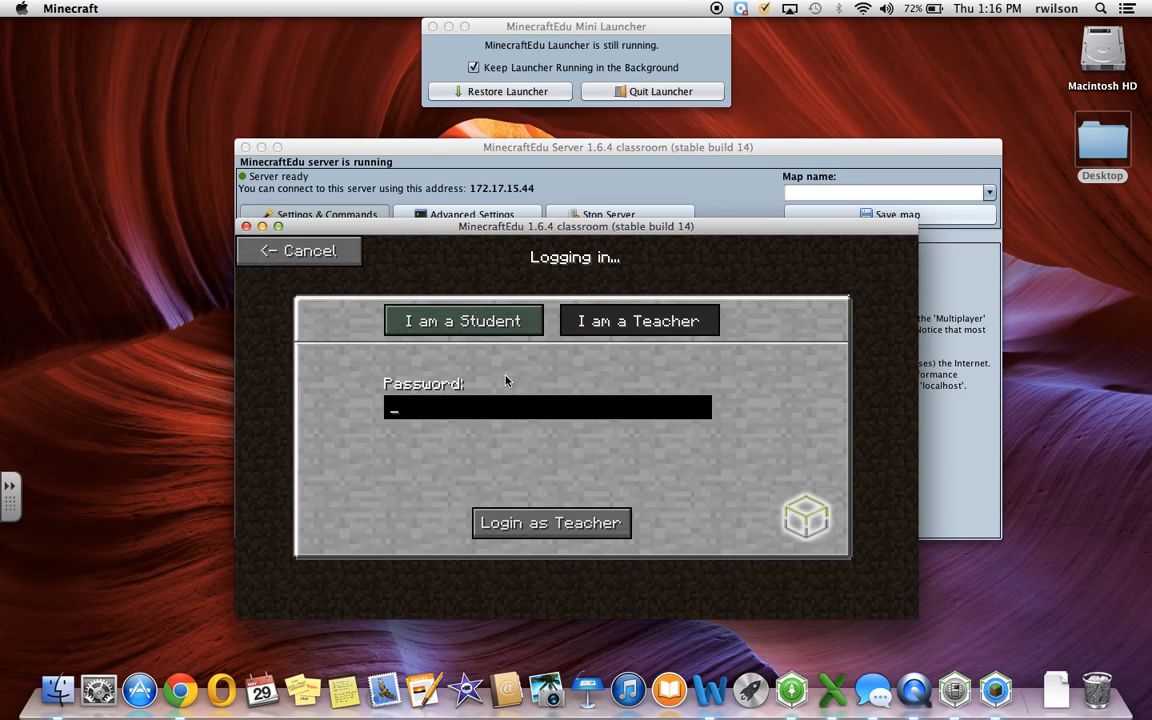 Minecraft 72% Thu 1:16 PM rwilson
MinecraftEdu Mini Launcher
MinecraftEdu Launcher is still running.
Keep Launcher Running in the Background
Restore Launcher Quit Launcher
Macintosh HD
Desktop
MinecraftEdu Server 1.6.4 classroom (stable build 14)
MinecraftEdu server is running
Server ready
You can connect to this server using this address: 172.17.15.44
Map name:
Settings & Commands Advanced Settings Stop Server Save map
MinecraftEdu 1.6.4 classroom (stable build 14)
<- Cancel
Logging in...
I am a Student I am a Teacher
the 'Multiplayer'
Notice that most
ses) the Internet.
formance
'localhost'.
Password:
_
Login as Teacher
MAY
29